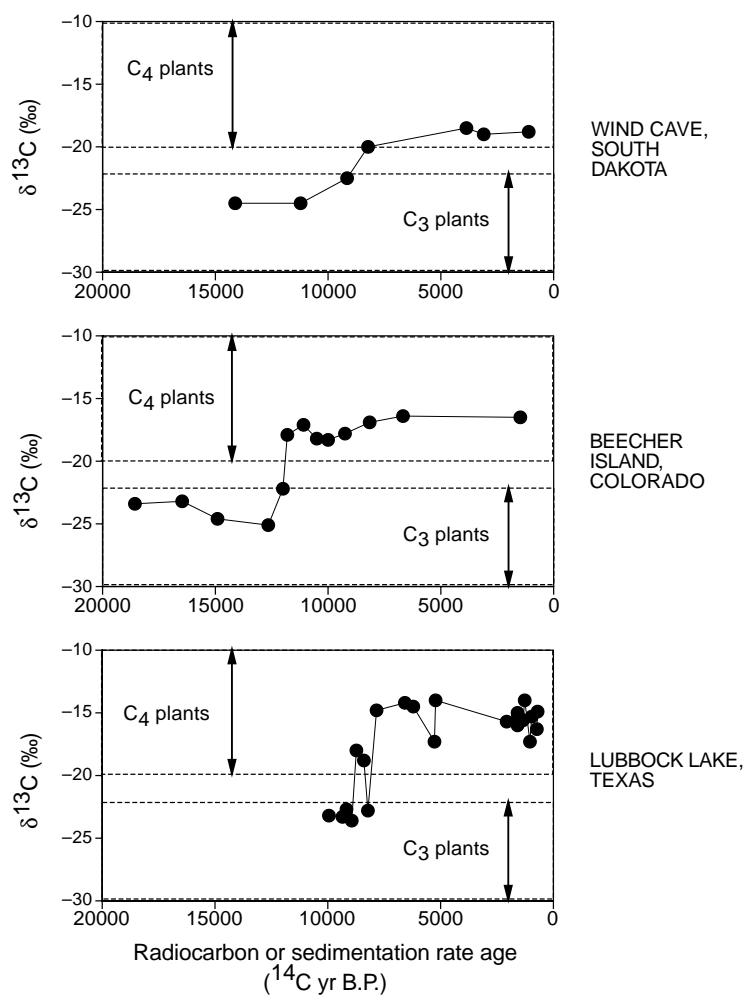 −10
−20
−25
−30
δ13C (‰)
C4 plants
C3 plants
20000 15000 10000 5000 0
WIND CAVE,
SOUTH
DAKOTA
−10
−15
−20
−25
−30
δ13C (‰)
C4 plants
C3 plants
20000 15000 10000 5000 0
BEECHER
ISLAND,
COLORADO
−10
−15
−20
−25
−30
δ13C (‰)
C4 plants
C3 plants
20000 15000 10000 5000 0
LUBBOCK LAKE,
TEXAS
Radiocarbon or sedimentation rate age
(14C yr B.P.)